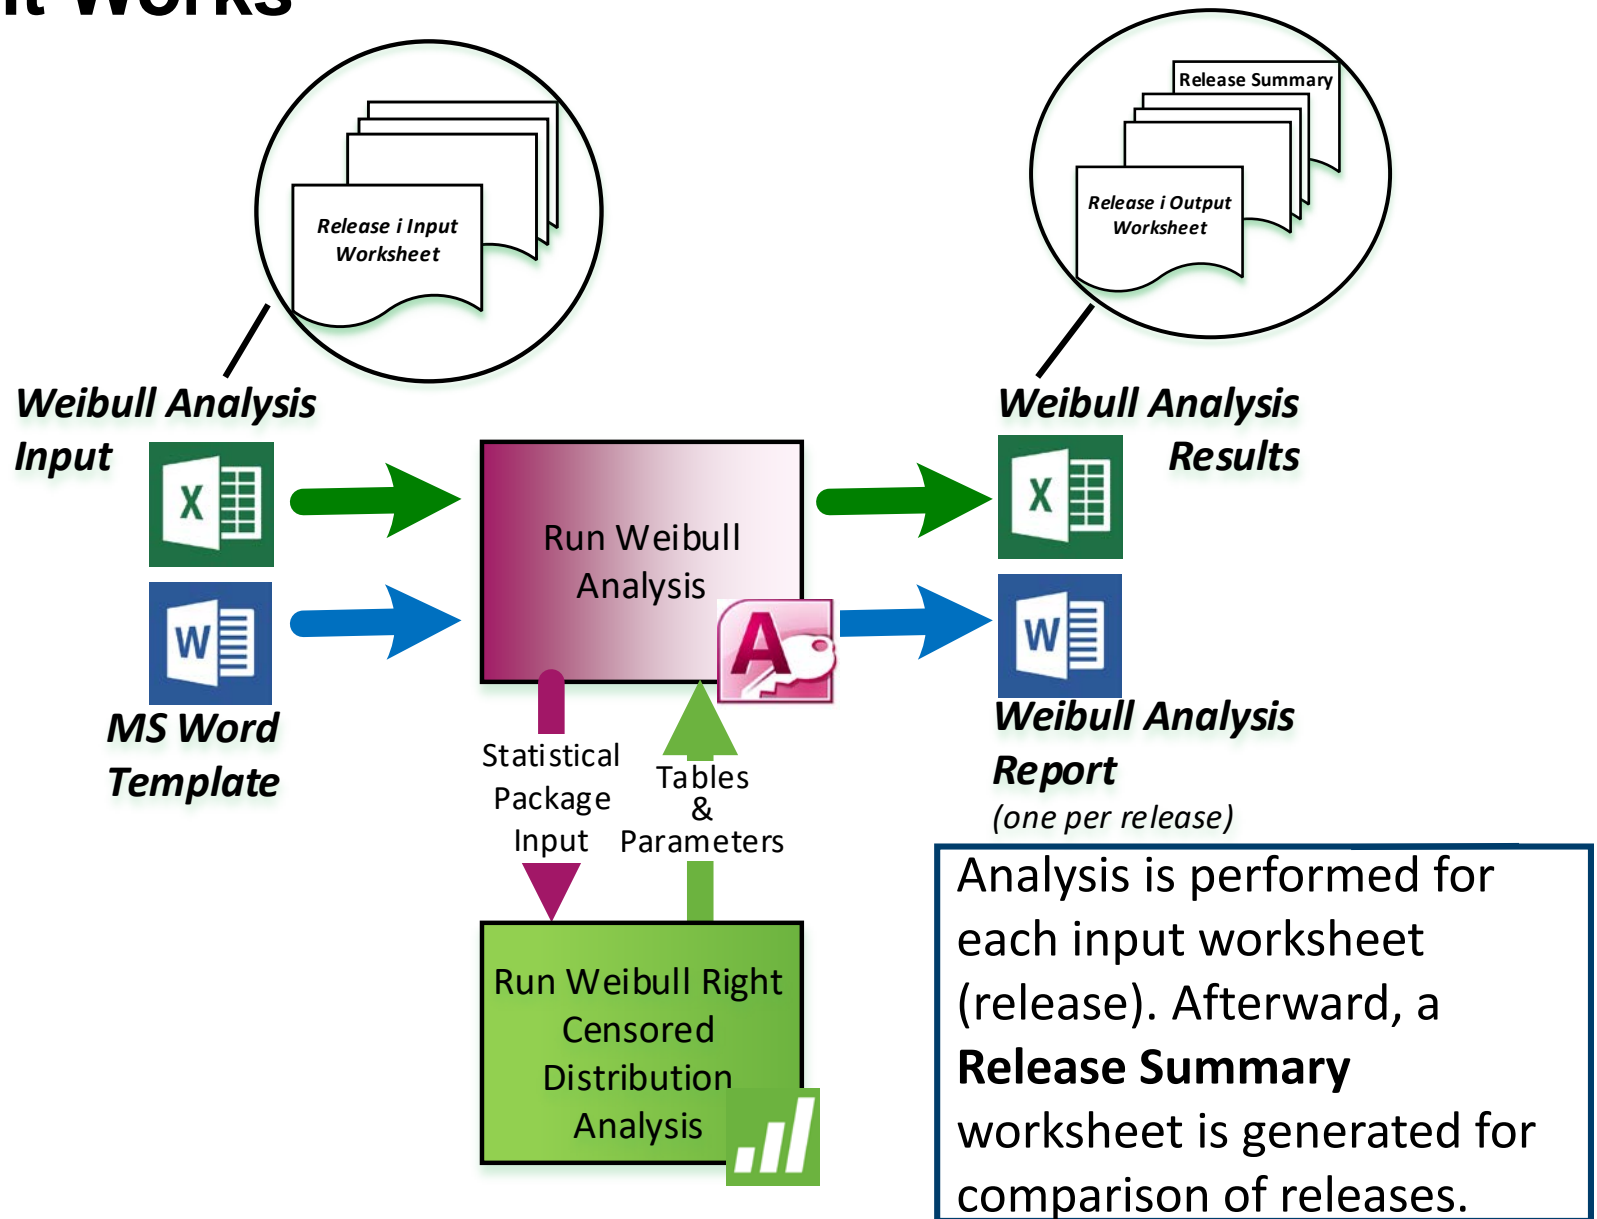 it Works
Release i Input
Worksheet
Release Summary
Release i Output
Worksheet
Weibull Analysis
Input
X
W
MS Word
Template
Run Weibull
Analysis
A
Statistical
Package
Input
Tables
&
Parameters
Run Weibull Right
Censored
Distribution
Analysis
Weibull Analysis
Results
X
W
Weibull Analysis
Report
(one per release)
Analysis is performed for
each input worksheet
(release). Afterward, a
Release Summary
worksheet is generated for
comparison of releases.